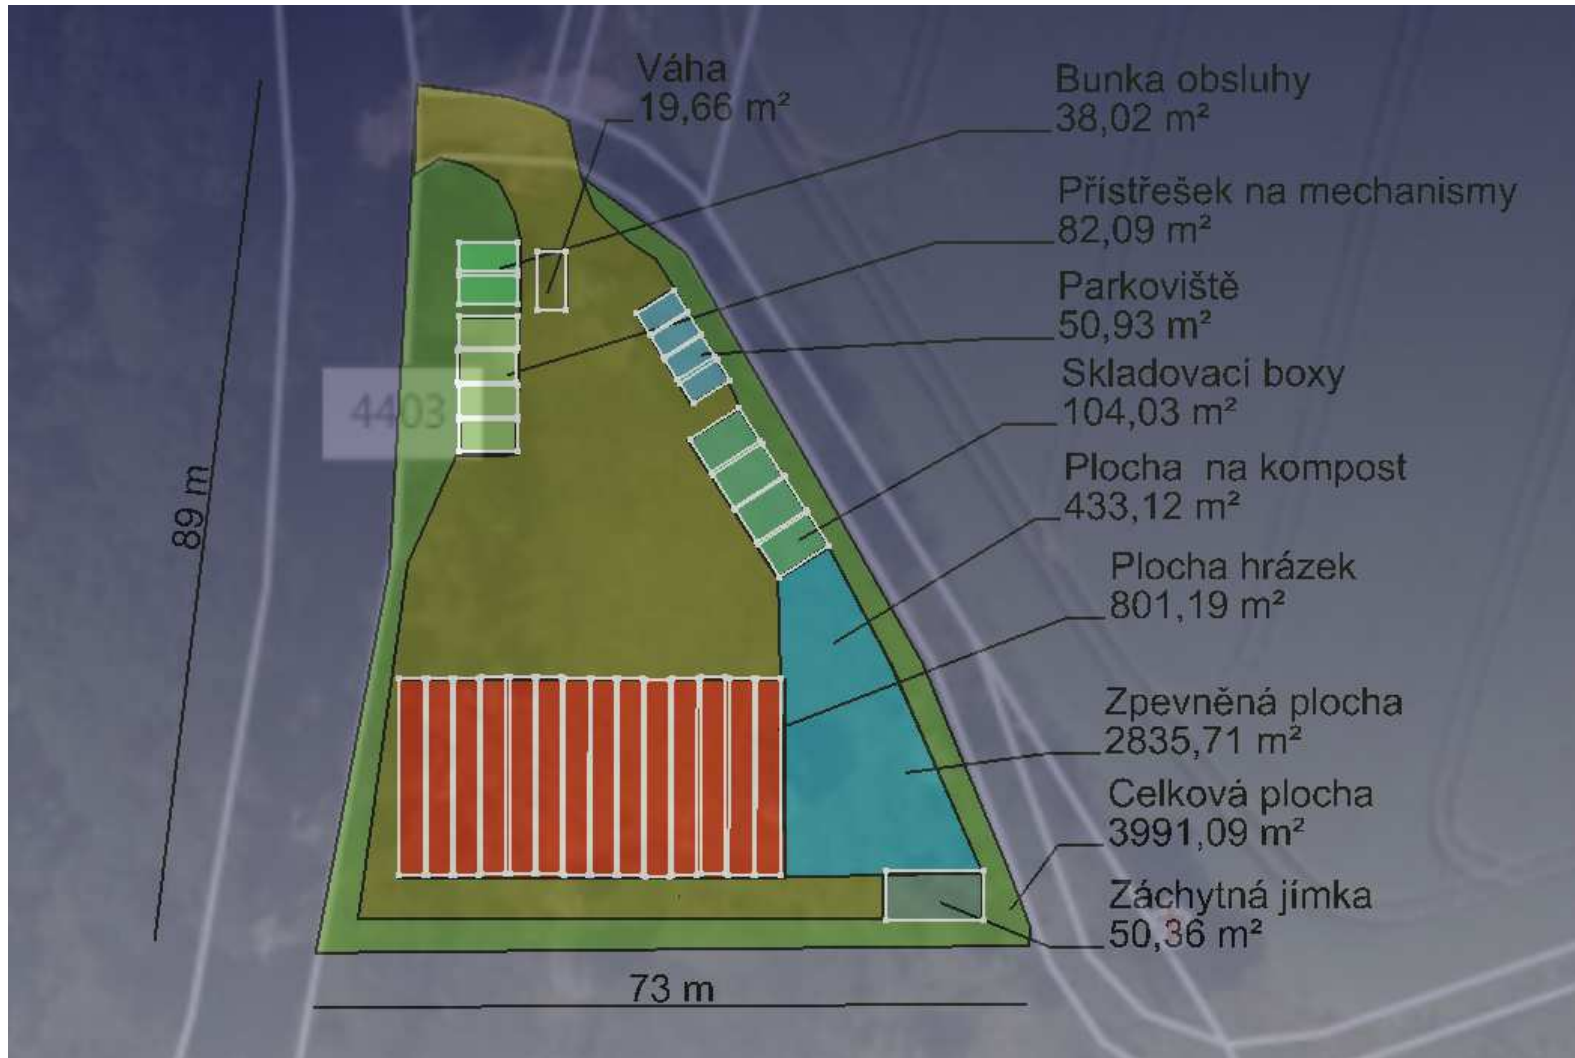 Váha
19,66 m²
Bunka obsluhy
38,02 m²
Přístřešek na mechanismy
82,09 m²
Parkoviště
50,93 m²
Skladovaci boxy
104,03 m²
4403
Plocha na kompost
433,12 m²
89 m
Plocha hrázek
801,19 m²
Zpevněná plocha
2835,71 m²
Celková plocha
3991,09 m²
Záchytná jímka
50,36 m²
73 m